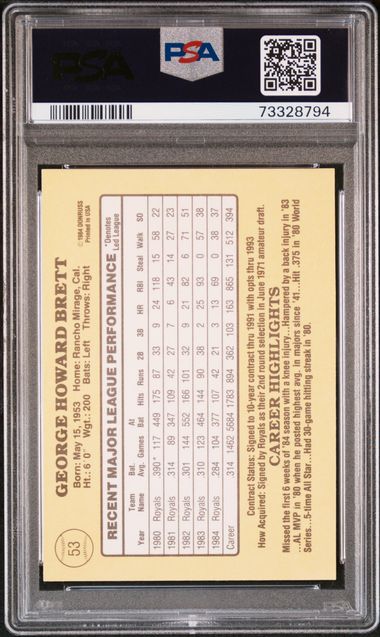 PSA
PSA
73328794
53
GEORGE HOWARD BRETT
© 1984 DONRUSS
Printed in USA
Born: May 15, 1953 Home: Rancho Mirage, Cal.
Ht.: 6' 0" Wgt.: 200 Bats: Left Throws: Right
RECENT MAJOR LEAGUE PERFORMANCE
*Denotes
Led League
Year Team Name Bat. Avg. Games At Bat Hits Runs 2B 3B HR RBI Steal Walk SO
1980 Royals .390* 117 449 175 87 33 9 24 118 15 58 22
1981 Royals .314 89 347 109 42 27 7 6 43 14 27 23
1982 Royals .301 144 552 166 101 32 9 21 82 6 71 51
1983 Royals .310 123 464 144 90 38 2 25 93 0 57 38
1984 Royals .284 104 377 107 42 21 3 13 69 0 38 37
Career .314 1462 5684 1783 894 362 103 163 865 131 512 394
Contract Status: Signed to 10-year contract thru 1991 with opts thru 1993
How Acquired: Signed by Royals as their 2nd round selection in June 1971 amateur draft.
CAREER HIGHLIGHTS
Missed the first 6 weeks of '84 season with a knee injury...Hampered by a back injury in '83
...AL MVP in '80 when he posted highest avg. in majors since '41...Hit .375 in '80 World
Series...5-time All Star...Had 30-game hitting streak in '80.